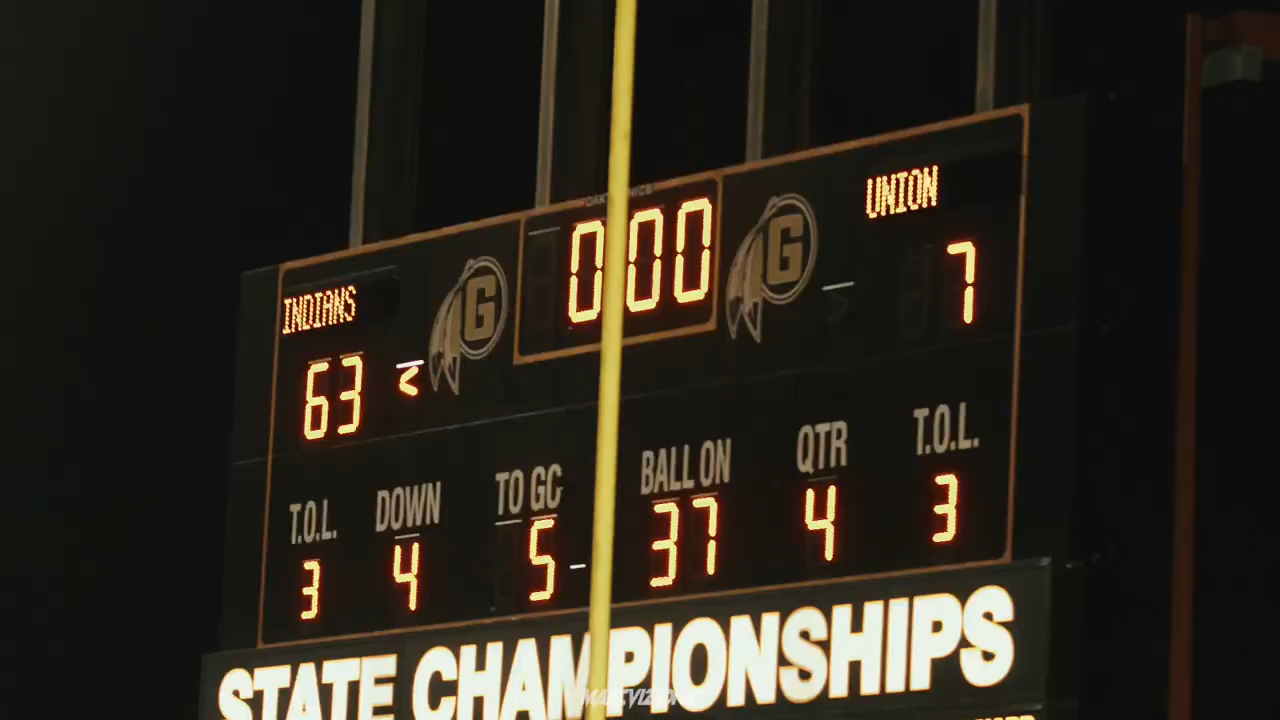 UNION
0:00
G
G
7
INDIANS
63 <
T.O.L. DOWN TO GO BALL ON QTR T.O.L.
3 4 5 37 4 3
STATE CHAMPIONSHIPS